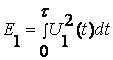 E₁ = ∫₀^τ U₁²(t)dt